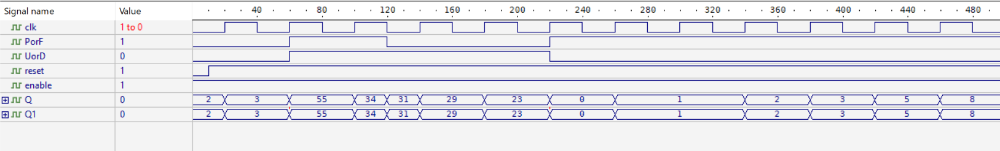 Signal name Value 40 80 120 160 200 240 280 320 360 400 440 480
clk 1 to 0
PorF 1
UorD 0
reset 1
enable 1
Q 0 2 3 55 34 31 29 23 0 1 2 3 5 8
Q1 0 2 3 55 34 31 29 23 0 1 2 3 5 8